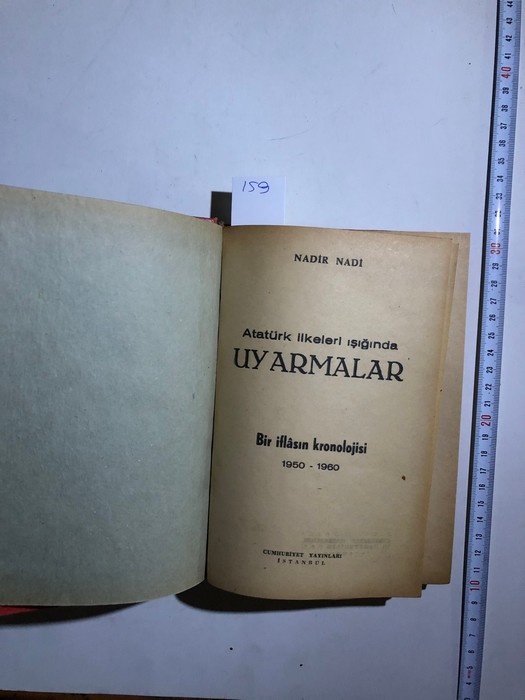 159
NADİR NADİ
Atatürk ilkeleri ışığında
UYARMALAR
Bir iflâsın kronolojisi
1950 - 1960
CUMHURİYET YAYINLARI
İSTANBUL